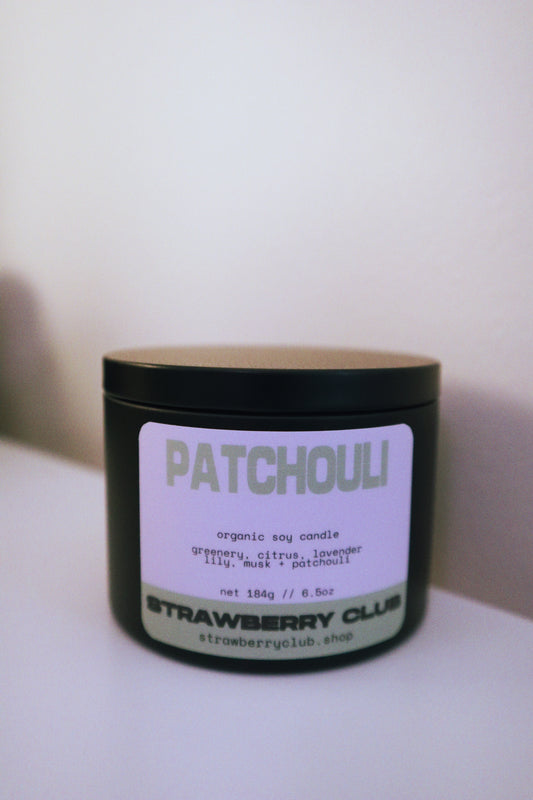 PATCHOULI
organic soy candle
greenery, citrus, lavender
lily, musk + patchouli
net 184g // 6.5oz
STRAWBERRY CLUB
strawberryclub.shop